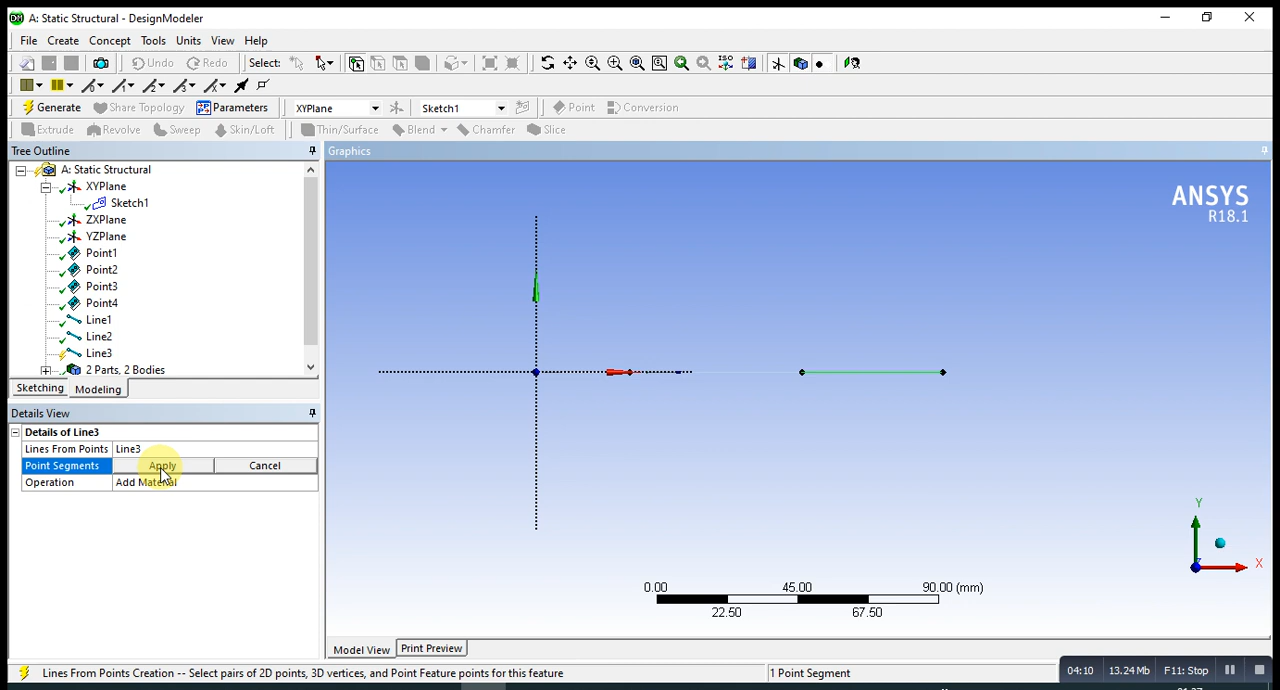 A: Static Structural - DesignModeler
File Create Concept Tools Units View Help
Undo Redo Select:
Generate Share Topology Parameters XYPlane Sketch1 Point Conversion
Extrude Revolve Sweep Skin/Loft Thin/Surface Blend Chamfer Slice
Tree Outline
Graphics
A: Static Structural
XYPlane
Sketch1
ZXPlane
YZPlane
Point1
Point2
Point3
Point4
Line1
Line2
Line3
2 Parts, 2 Bodies
Sketching Modeling
Details View
Details of Line3
Lines From Points Line3
Point Segments Apply Cancel
Operation Add Material
ANSYS
R18.1
Y
X
0.00 45.00 90.00 (mm)
22.50 67.50
Model View Print Preview
Lines From Points Creation -- Select pairs of 2D points, 3D vertices, and Point Feature points for this feature
1 Point Segment
04:10 13.24 Mb F11: Stop